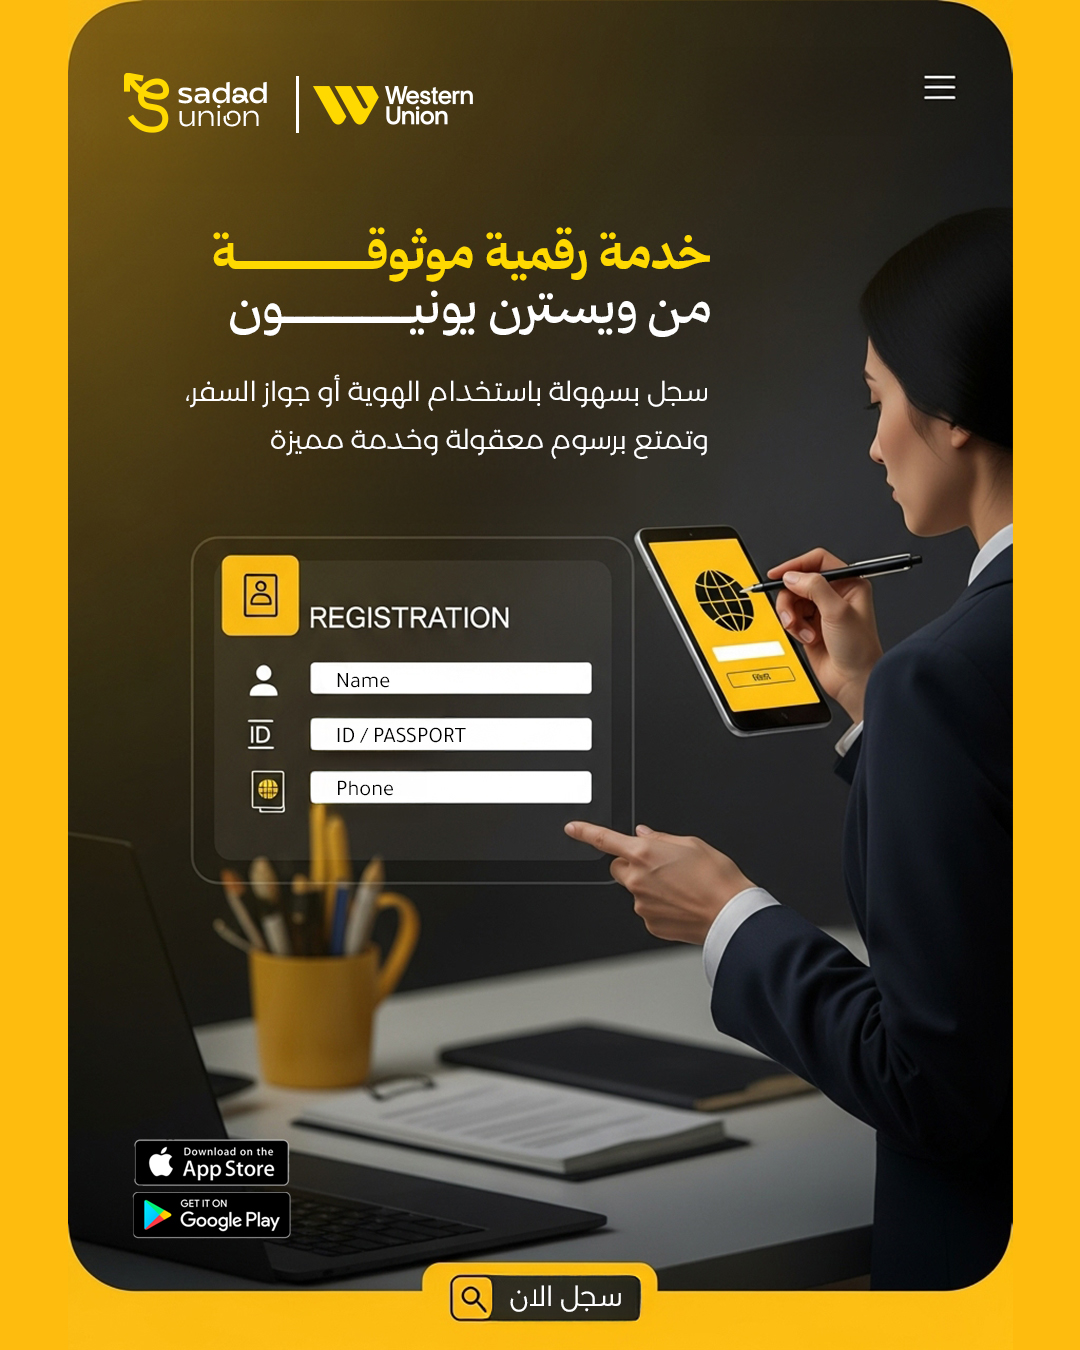 sadad
union
Western
Union
خدمة رقمية موثوقـــــــــة
من ويسترن يونيـــــــــون
سجل بسهولة باستخدام الهوية أو جواز السفر،
وتمتع برسوم معقولة وخدمة مميزة
REGISTRATION
Name
ID
ID / PASSPORT
Phone
Download on the
App Store
GET IT ON
Google Play
سجل الان